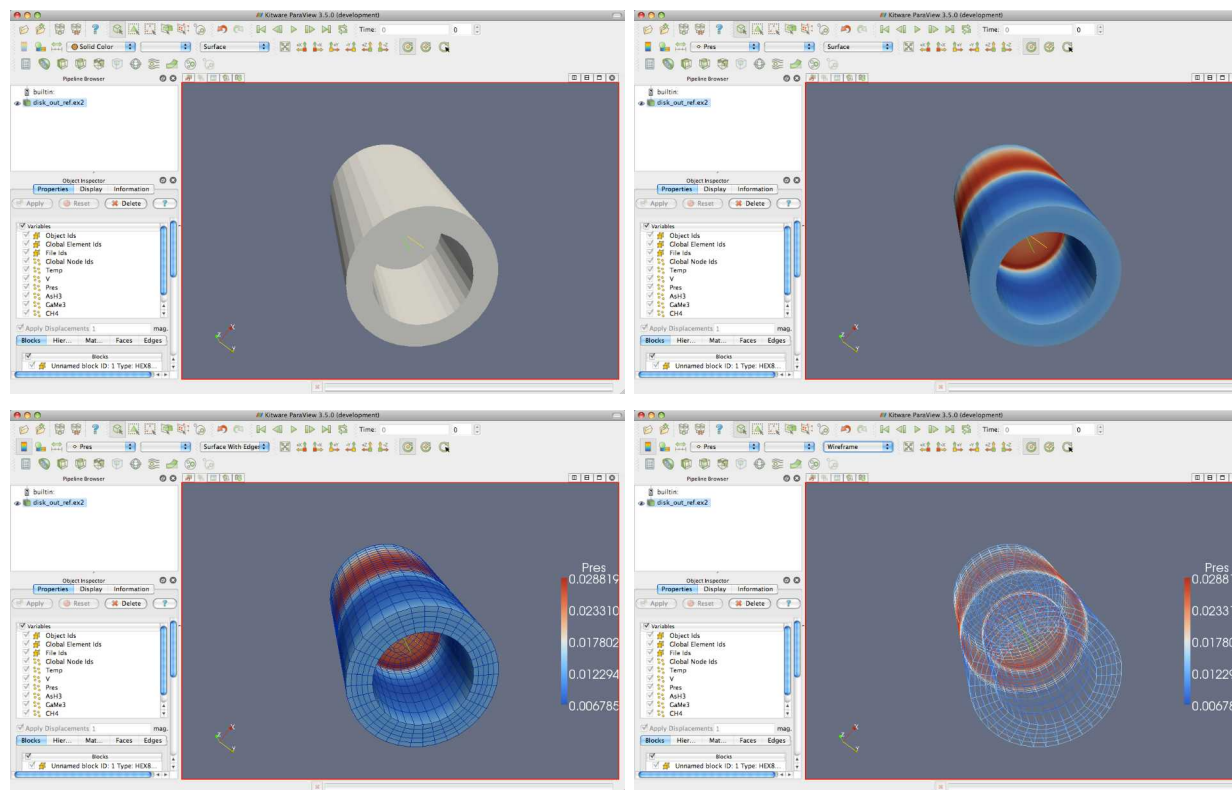 Kitware ParaView 3.5.0 (development)
Time: 0 0
Solid Color Surface
Pipeline Browser
builtin:
disk_out_ref.ex2
Object Inspector
Properties Display Information
Apply Reset Delete ?
Variables
Object Ids
Global Element Ids
File Ids
Global Node Ids
Temp
V
Pres
AsH3
GaMe3
CH4
Apply Displacements 1 mag.
Blocks Hier... Mat... Faces Edges
Blocks
Unnamed block ID: 1 Type: HEX8...
Kitware ParaView 3.5.0 (development)
Time: 0 0
Pres Surface
Pipeline Browser
builtin:
disk_out_ref.ex2
Object Inspector
Properties Display Information
Apply Reset Delete ?
Variables
Object Ids
Global Element Ids
File Ids
Global Node Ids
Temp
V
Pres
AsH3
GaMe3
CH4
Apply Displacements 1 mag.
Blocks Hier... Mat... Faces Edges
Blocks
Unnamed block ID: 1 Type: HEX8...
Kitware ParaView 3.5.0 (development)
Time: 0 0
Pres Surface With Edges
Pipeline Browser
builtin:
disk_out_ref.ex2
Object Inspector
Properties Display Information
Apply Reset Delete ?
Variables
Object Ids
Global Element Ids
File Ids
Global Node Ids
Temp
V
Pres
AsH3
GaMe3
CH4
Apply Displacements 1 mag.
Blocks Hier... Mat... Faces Edges
Blocks
Unnamed block ID: 1 Type: HEX8...
Pres
0.028819
0.023310
0.017802
0.012294
0.006785
Kitware ParaView 3.5.0 (development)
Time: 0 0
Pres Wireframe
Pipeline Browser
builtin:
disk_out_ref.ex2
Object Inspector
Properties Display Information
Apply Reset Delete ?
Variables
Object Ids
Global Element Ids
File Ids
Global Node Ids
Temp
V
Pres
AsH3
GaMe3
CH4
Apply Displacements 1 mag.
Blocks Hier... Mat... Faces Edges
Blocks
Unnamed block ID: 1 Type: HEX8...
Pres
0.0288
0.0233
0.0178
0.0122
0.0067